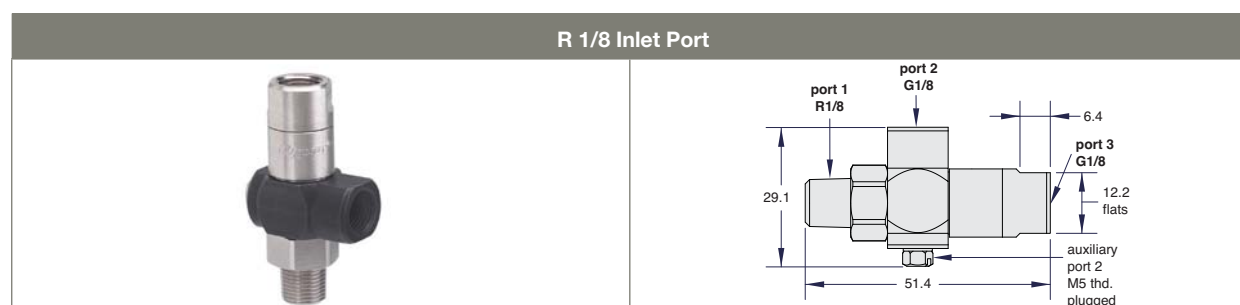 R 1/8 Inlet Port
port 2
G1/8
port 1
R1/8
6.4
port 3
G1/8
29.1
12.2
flats
auxiliary
port 2
M5 thd.
plugged
51.4